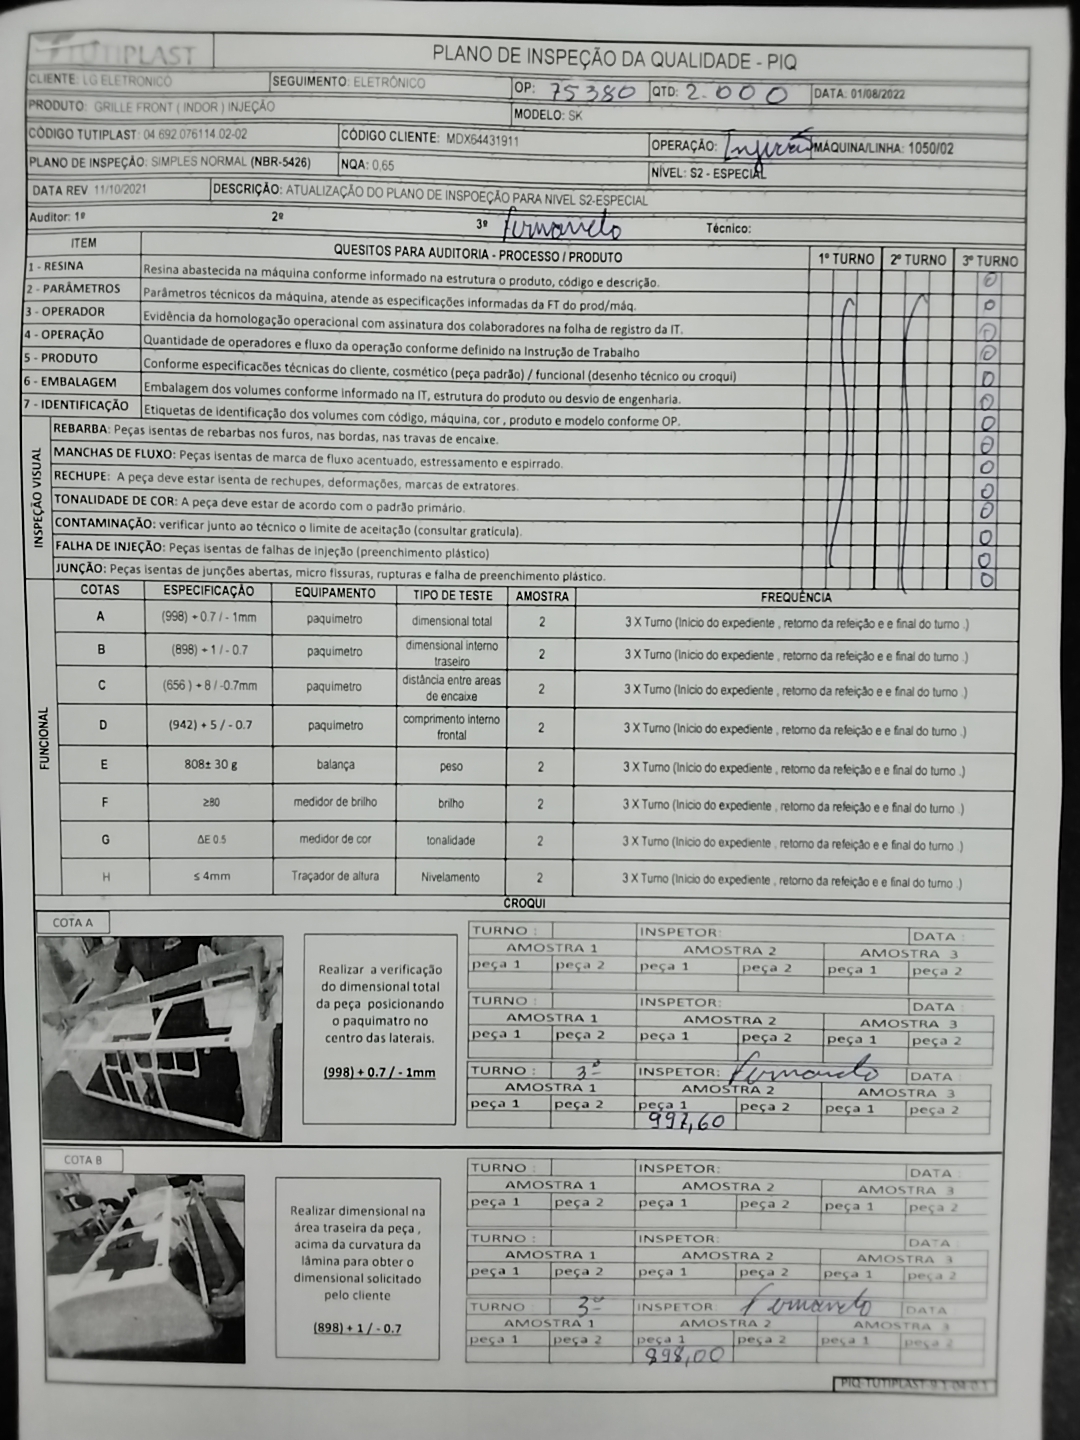 TUTIPLAST
PLANO DE INSPEÇÃO DA QUALIDADE - PIQ
CLIENTE: LG ELETRONICO SEGUIMENTO: ELETRÔNICO OP: 75380 QTD: 2.000 DATA: 01/08/2022
PRODUTO: GRILLE FRONT ( INDOR ) INJEÇÃO MODELO: SK
CÓDIGO TUTIPLAST: 04 692 076114.02-02 CÓDIGO CLIENTE: MDX64431911 OPERAÇÃO: Injeção MÁQUINA/LINHA: 1050/02
PLANO DE INSPEÇÃO: SIMPLES NORMAL (NBR-5426) NQA: 0,65 NÍVEL: S2 - ESPECIAL
DATA REV 11/10/2021 DESCRIÇÃO: ATUALIZAÇÃO DO PLANO DE INSPOEÇÃO PARA NIVEL S2-ESPECIAL
Auditor: 1º 2º 3º Fernando Técnico:
ITEM QUESITOS PARA AUDITORIA - PROCESSO / PRODUTO 1º TURNO 2º TURNO 3º TURNO
1 - RESINA Resina abastecida na máquina conforme informado na estrutura o produto, código e descrição.
2 - PARÂMETROS Parâmetros técnicos da máquina, atende as especificações informadas da FT do prod/máq.
3 - OPERADOR Evidência da homologação operacional com assinatura dos colaboradores na folha de registro da IT.
4 - OPERAÇÃO Quantidade de operadores e fluxo da operação conforme definido na Instrução de Trabalho
5 - PRODUTO Conforme especificacões técnicas do cliente, cosmético (peça padrão) / funcional (desenho técnico ou croqui)
6 - EMBALAGEM Embalagem dos volumes conforme informado na IT, estrutura do produto ou desvio de engenharia.
7 - IDENTIFICAÇÃO Etiquetas de identificação dos volumes com código, máquina, cor , produto e modelo conforme OP.
INSPEÇÃO VISUAL
REBARBA: Peças isentas de rebarbas nos furos, nas bordas, nas travas de encaixe.
MANCHAS DE FLUXO: Peças isentas de marca de fluxo acentuado, estressamento e espirrado.
RECHUPE: A peça deve estar isenta de rechupes, deformações, marcas de extratores.
TONALIDADE DE COR: A peça deve estar de acordo com o padrão primário.
CONTAMINAÇÃO: verificar junto ao técnico o limite de aceitação (consultar graticula).
FALHA DE INJEÇÃO: Peças isentas de falhas de injeção (preenchimento plástico)
JUNÇÃO: Peças isentas de junções abertas, micro fissuras, rupturas e falha de preenchimento plástico.
FUNCIONAL
COTAS ESPECIFICAÇÃO EQUIPAMENTO TIPO DE TESTE AMOSTRA FREQUÊNCIA
A (998) + 0.7 / - 1mm paquimetro dimensional total 2 3 X Turno (Inicio do expediente , retorno da refeição e e final do turno .)
B (898) + 1 / - 0.7 paquimetro dimensional interno traseiro 2 3 X Turno (Inicio do expediente , retorno da refeição e e final do turno .)
C (656 ) + 8 / -0.7mm paquimetro distância entre areas de encaixe 2 3 X Turno (Inicio do expediente , retorno da refeição e e final do turno .)
D (942) + 5 / - 0.7 paquimetro comprimento interno frontal 2 3 X Turno (Inicio do expediente , retorno da refeição e e final do turno .)
E 808± 30 g balança peso 2 3 X Turno (Inicio do expediente , retorno da refeição e e final do turno .)
F ≥80 medidor de brilho brilho 2 3 X Turno (Inicio do expediente , retorno da refeição e e final do turno .)
G ΔE 0.5 medidor de cor tonalidade 2 3 X Turno (Inicio do expediente , retorno da refeição e e final do turno .)
H ≤ 4mm Traçador de altura Nivelamento 2 3 X Turno (Inicio do expediente , retorno da refeição e e final do turno .)
CROQUI
COTA A
Realizar a verificação
do dimensional total
da peça posicionando
o paquimatro no
centro das laterais.
(998) + 0.7 / - 1mm
TURNO : INSPETOR: DATA :
AMOSTRA 1 AMOSTRA 2 AMOSTRA 3
peça 1 peça 2 peça 1 peça 2 peça 1 peça 2
TURNO : INSPETOR: DATA :
AMOSTRA 1 AMOSTRA 2 AMOSTRA 3
peça 1 peça 2 peça 1 peça 2 peça 1 peça 2
TURNO : 3º INSPETOR: Fernando DATA :
AMOSTRA 1 AMOSTRA 2 AMOSTRA 3
peça 1 peça 2 peça 1 peça 2 peça 1 peça 2
997,60
COTA B
Realizar dimensional na
área traseira da peça ,
acima da curvatura da
lâmina para obter o
dimensional solicitado
pelo cliente
(898) + 1 / - 0.7
TURNO : INSPETOR: DATA :
AMOSTRA 1 AMOSTRA 2 AMOSTRA 3
peça 1 peça 2 peça 1 peça 2 peça 1 peça 2
TURNO : INSPETOR: DATA :
AMOSTRA 1 AMOSTRA 2 AMOSTRA 3
peça 1 peça 2 peça 1 peça 2 peça 1 peça 2
TURNO 3º INSPETOR: Fernando DATA
AMOSTRA 1 AMOSTRA 2 AMOSTRA 3
peça 1 peça 2 peça 1 peça 2 peça 1 peça 2
898,00
PIQ-TUTIPLAST-9.1-04-0.1